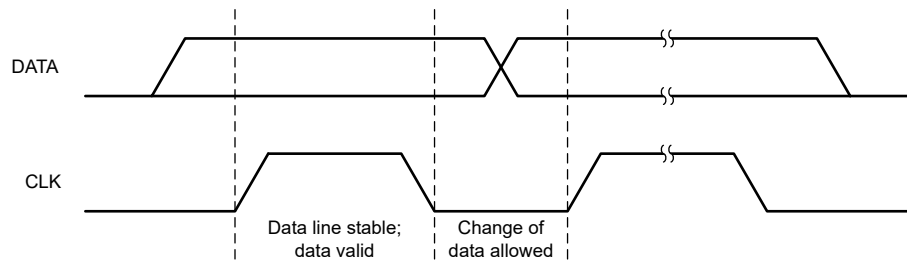 DATA
CLK
Data line stable;
data valid
Change of
data allowed